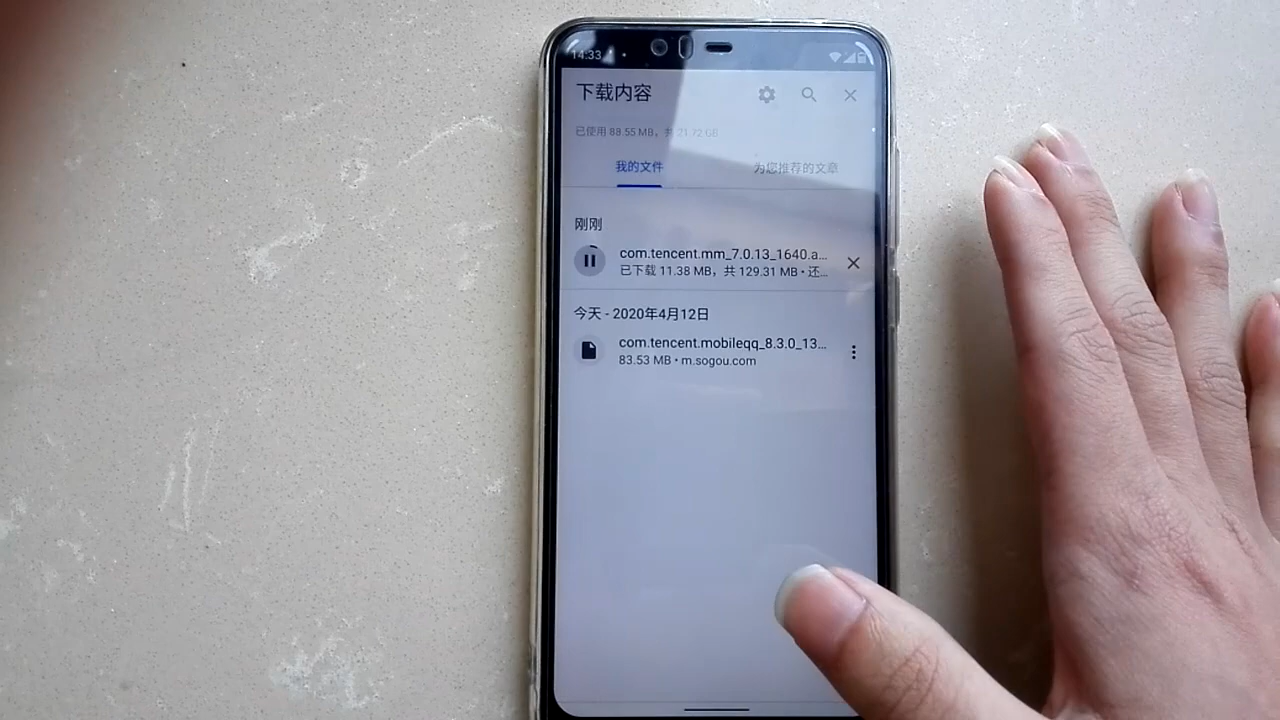 14:33
下载内容
已使用 88.55 MB，共 21.72 GB
我的文件
为您推荐的文章
刚刚
com.tencent.mm_7.0.13_1640.a...
已下载 11.38 MB，共 129.31 MB • 还...
今天 - 2020年4月12日
com.tencent.mobileqq_8.3.0_13...
83.53 MB • m.sogou.com